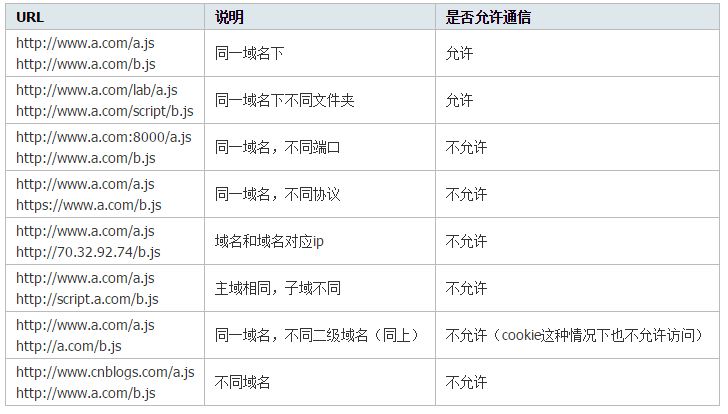 URL 说明 是否允许通信
http://www.a.com/a.js
http://www.a.com/b.js 同一域名下 允许
http://www.a.com/lab/a.js
http://www.a.com/script/b.js 同一域名下不同文件夹 允许
http://www.a.com:8000/a.js
http://www.a.com/b.js 同一域名，不同端口 不允许
http://www.a.com/a.js
https://www.a.com/b.js 同一域名，不同协议 不允许
http://www.a.com/a.js
http://70.32.92.74/b.js 域名和域名对应ip 不允许
http://www.a.com/a.js
http://script.a.com/b.js 主域相同，子域不同 不允许
http://www.a.com/a.js
http://a.com/b.js 同一域名，不同二级域名（同上） 不允许（cookie这种情况下也不允许访问）
http://www.cnblogs.com/a.js
http://www.a.com/b.js 不同域名 不允许